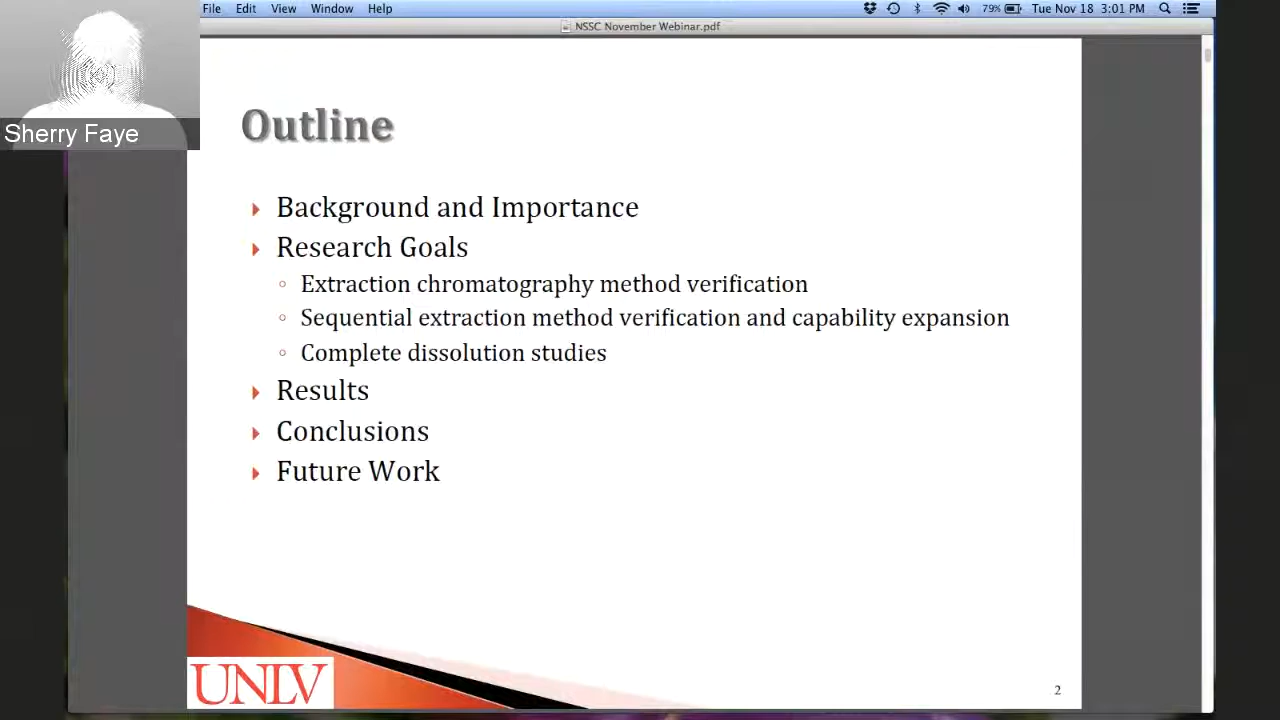 File Edit View Window Help 79% Tue Nov 18 3:01 PM
NSSC November Webinar.pdf
Sherry Faye
Outline
Background and Importance
Research Goals
Extraction chromatography method verification
Sequential extraction method verification and capability expansion
Complete dissolution studies
Results
Conclusions
Future Work
UNLV
2